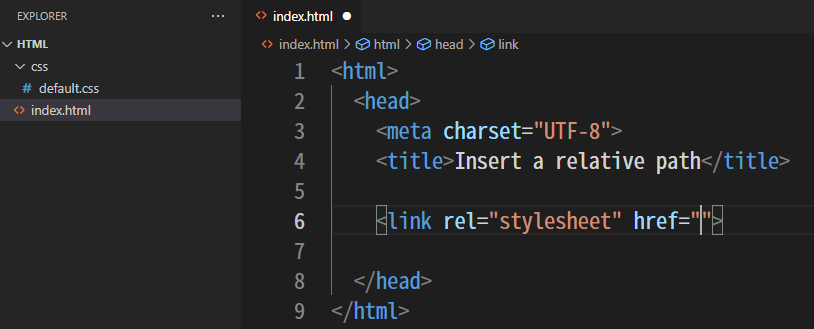 EXPLORER ···
HTML
css
# default.css
<> index.html
<> index.html ●
<> index.html > html > head > link
1 <html>
2 <head>
3 <meta charset="UTF-8">
4 <title>Insert a relative path</title>
5
6 <link rel="stylesheet" href="">
7
8 </head>
9 </html>